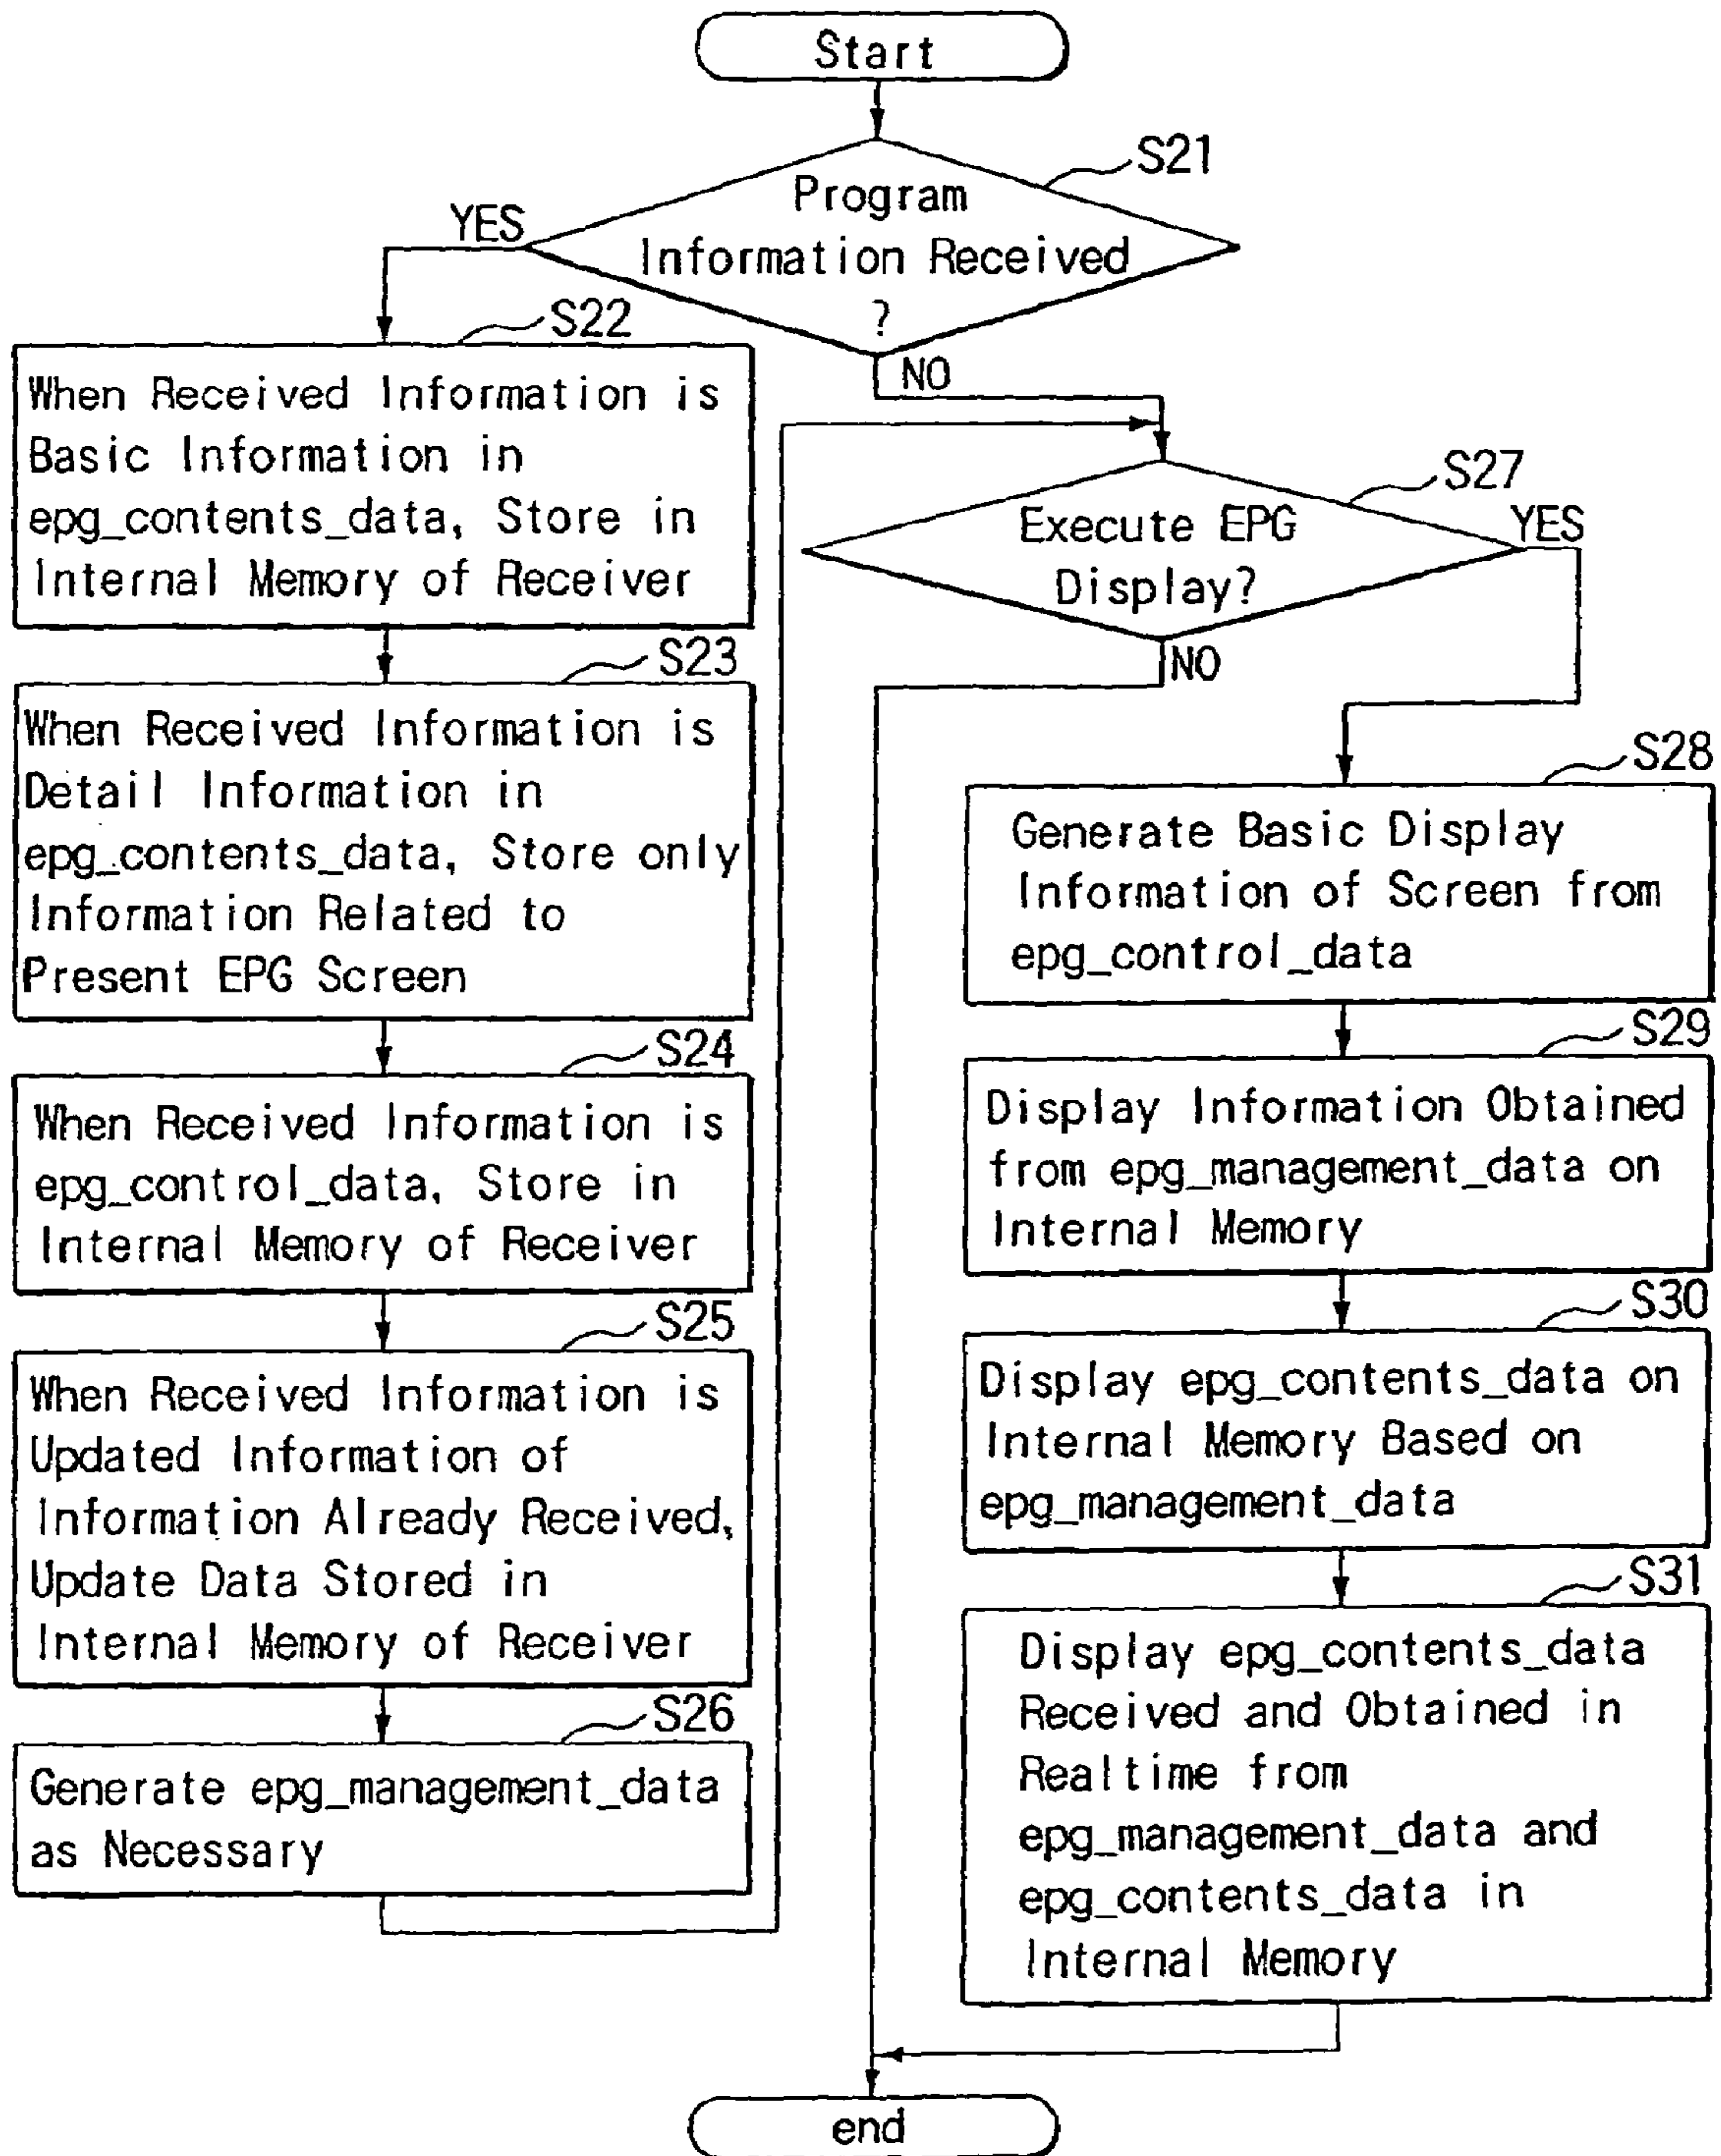 Start
S21
Program
Information Received
?
YES
NO
S22
When Received Information is
Basic Information in
epg_contents_data, Store in
Internal Memory of Receiver
S23
When Received Information is
Detail Information in
epg_contents_data, Store only
Information Related to
Present EPG Screen
S24
When Received Information is
epg_control_data, Store in
Internal Memory of Receiver
S25
When Received Information is
Updated Information of
Information Already Received,
Update Data Stored in
Internal Memory of Receiver
S26
Generate epg_management_data
as Necessary
S27
Execute EPG
Display?
YES
NO
S28
Generate Basic Display
Information of Screen from
epg_control_data
S29
Display Information Obtained
from epg_management_data on
Internal Memory
S30
Display epg_contents_data on
Internal Memory Based on
epg_management_data
S31
Display epg_contents_data
Received and Obtained in
Realtime from
epg_management_data and
epg_contents_data in
Internal Memory
end